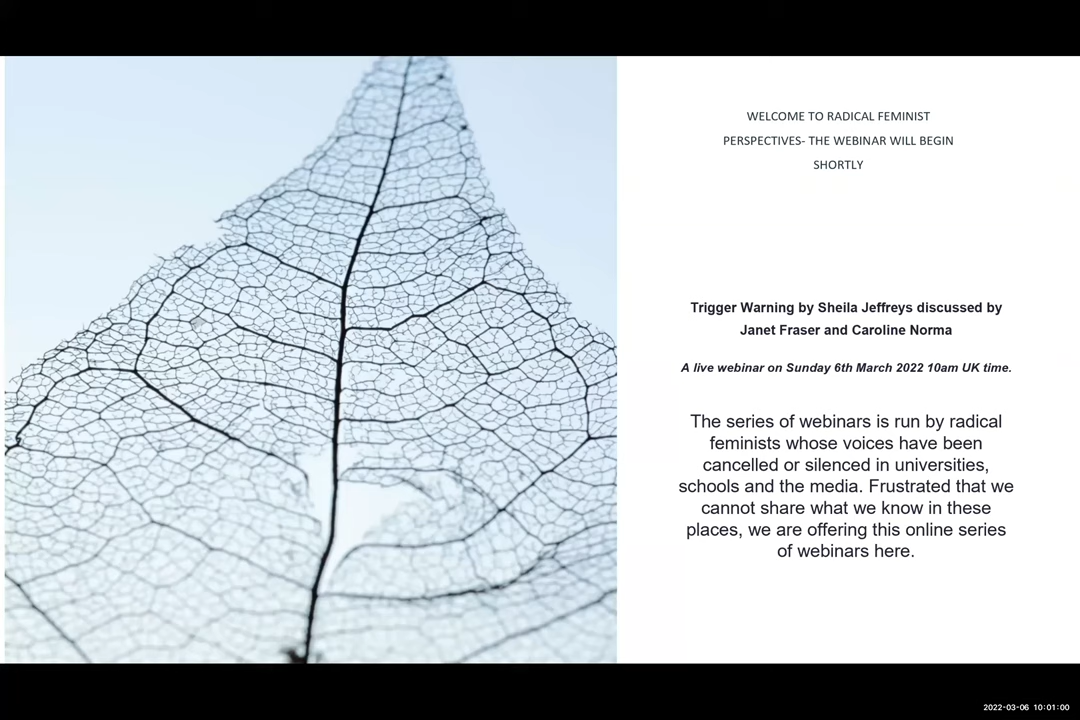 WELCOME TO RADICAL FEMINIST
PERSPECTIVES- THE WEBINAR WILL BEGIN
SHORTLY
Trigger Warning by Sheila Jeffreys discussed by
Janet Fraser and Caroline Norma
A live webinar on Sunday 6th March 2022 10am UK time.
The series of webinars is run by radical
feminists whose voices have been
cancelled or silenced in universities,
schools and the media. Frustrated that we
cannot share what we know in these
places, we are offering this online series
of webinars here.
2022-03-06 10:01:00